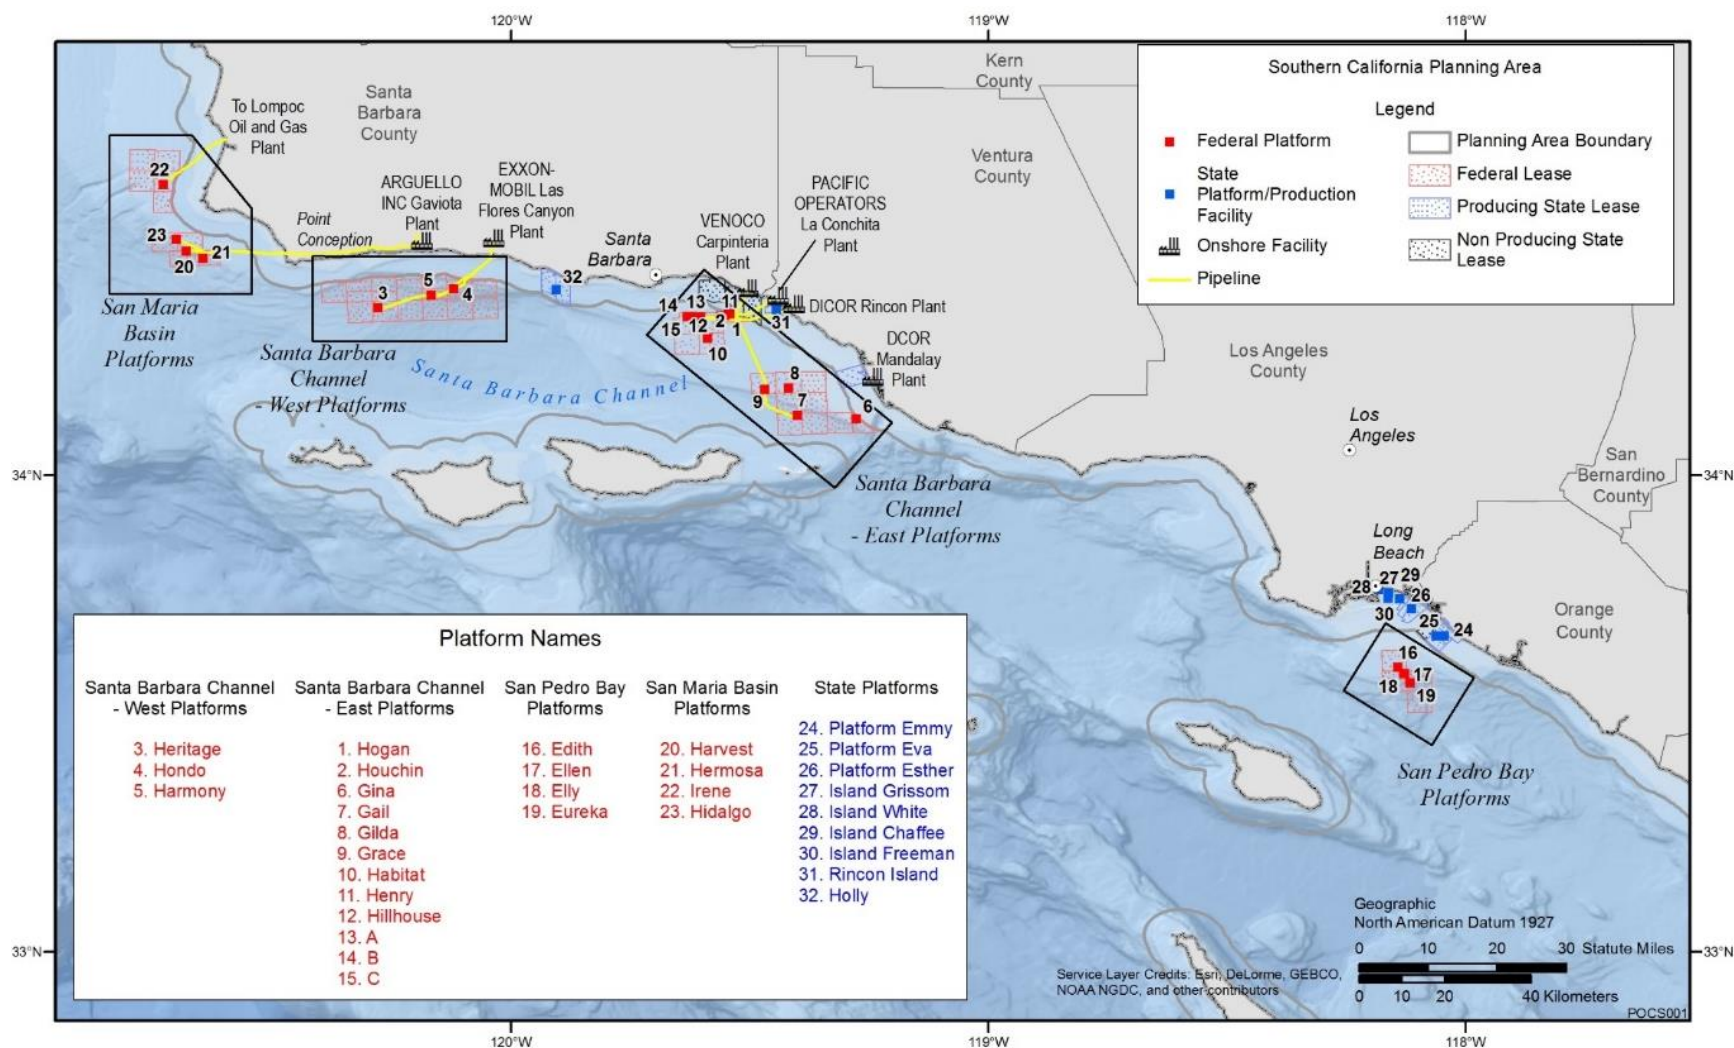 120°W
119°W
118°W
Kern
County
Southern California Planning Area
Legend
Federal Platform
State
Platform/Production
Facility
Onshore Facility
Pipeline
Planning Area Boundary
Federal Lease
Producing State Lease
Non Producing State
Lease
Santa
Barbara
County
To Lompoc
Oil and Gas
Plant
Ventura
County
ARGUELLO
INC Gaviota
Plant
EXXON-
MOBIL Las
Flores Canyon
Plant
PACIFIC
OPERATORS
La Conchita
Plant
VENOCO
Carpinteria
Plant
Point
Conception
Santa
Barbara
22
23
20
21
3
5
4
32
14
13
11
15
12
2
1
31
10
DICOR Rincon Plant
DCOR
Mandalay
Plant
8
9
7
6
San Maria
Basin
Platforms
Santa Barbara
Channel
- West Platforms
Santa Barbara Channel
Santa Barbara
Channel
- East Platforms
Los Angeles
County
Los
Angeles
San
Bernardino
County
34°N
34°N
Long
Beach
Orange
County
28
27
29
30
26
25
24
16
17
18
19
San Pedro Bay
Platforms
Platform Names
Santa Barbara Channel
- West Platforms
3. Heritage
4. Hondo
5. Harmony
Santa Barbara Channel
- East Platforms
1. Hogan
2. Houchin
6. Gina
7. Gail
8. Gilda
9. Grace
10. Habitat
11. Henry
12. Hillhouse
13. A
14. B
15. C
San Pedro Bay
Platforms
16. Edith
17. Ellen
18. Elly
19. Eureka
San Maria Basin
Platforms
20. Harvest
21. Hermosa
22. Irene
23. Hidalgo
State Platforms
24. Platform Emmy
25. Platform Eva
26. Platform Esther
27. Island Grissom
28. Island White
29. Island Chaffee
30. Island Freeman
31. Rincon Island
32. Holly
33°N
33°N
Geographic
North American Datum 1927
0 10 20 30 Statute Miles
0 10 20 40 Kilometers
Service Layer Credits: Esri, DeLorme, GEBCO,
NOAA NGDC, and other contributors
POCS001
120°W
119°W
118°W